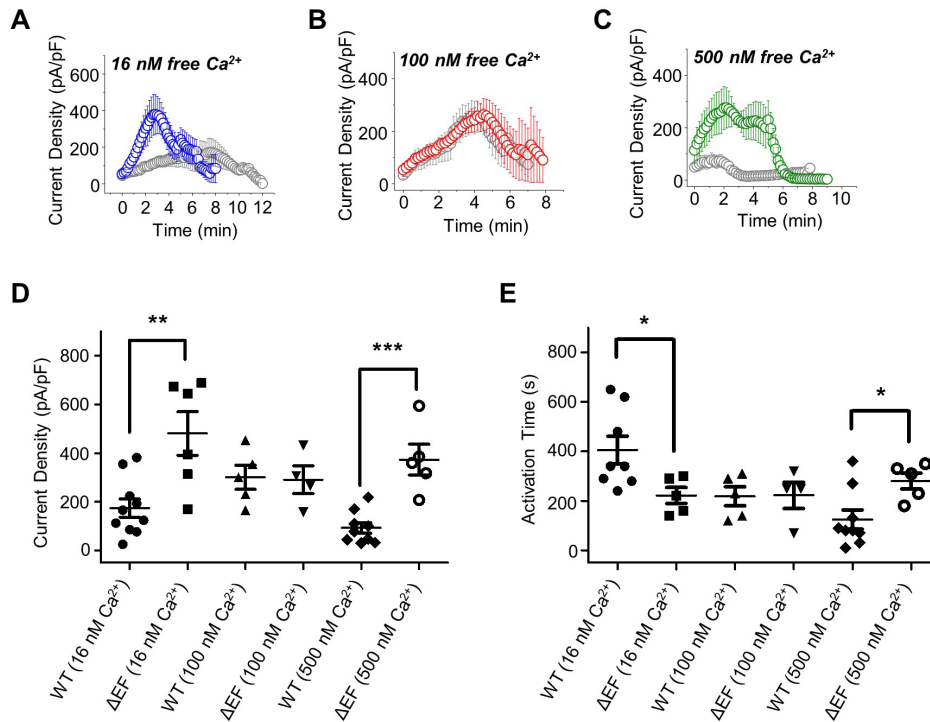 A
B
C
16 nM free Ca²⁺
100 nM free Ca²⁺
500 nM free Ca²⁺
Current Density (pA/pF)
600
400
200
0
0 2 4 6 8 10 12
Time (min)
Current Density (pA/pF)
400
200
0
0 2 4 6 8
Time (min)
Current Density (pA/pF)
400
200
0
0 2 4 6 8 10
Time (min)
D
Current Density (pA/pF)
800
600
400
200
0
**
***
WT (16 nM Ca²⁺)
ΔEF (16 nM Ca²⁺)
WT (100 nM Ca²⁺)
ΔEF (100 nM Ca²⁺)
WT (500 nM Ca²⁺)
ΔEF (500 nM Ca²⁺)
E
Activation Time (s)
800
600
400
200
0
*
*
WT (16 nM Ca²⁺)
ΔEF (16 nM Ca²⁺)
WT (100 nM Ca²⁺)
ΔEF (100 nM Ca²⁺)
WT (500 nM Ca²⁺)
ΔEF (500 nM Ca²⁺)